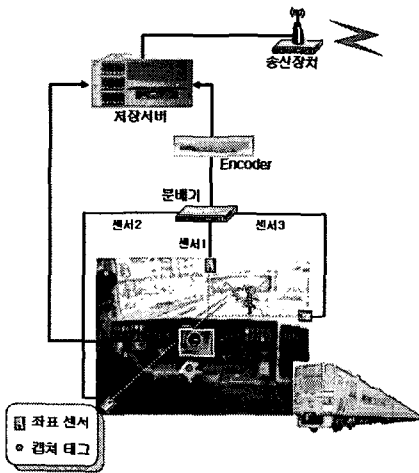 송신장치
저장서버
Encoder
분배기
센서2
센서3
센서1
좌표 센서
캡쳐 태그